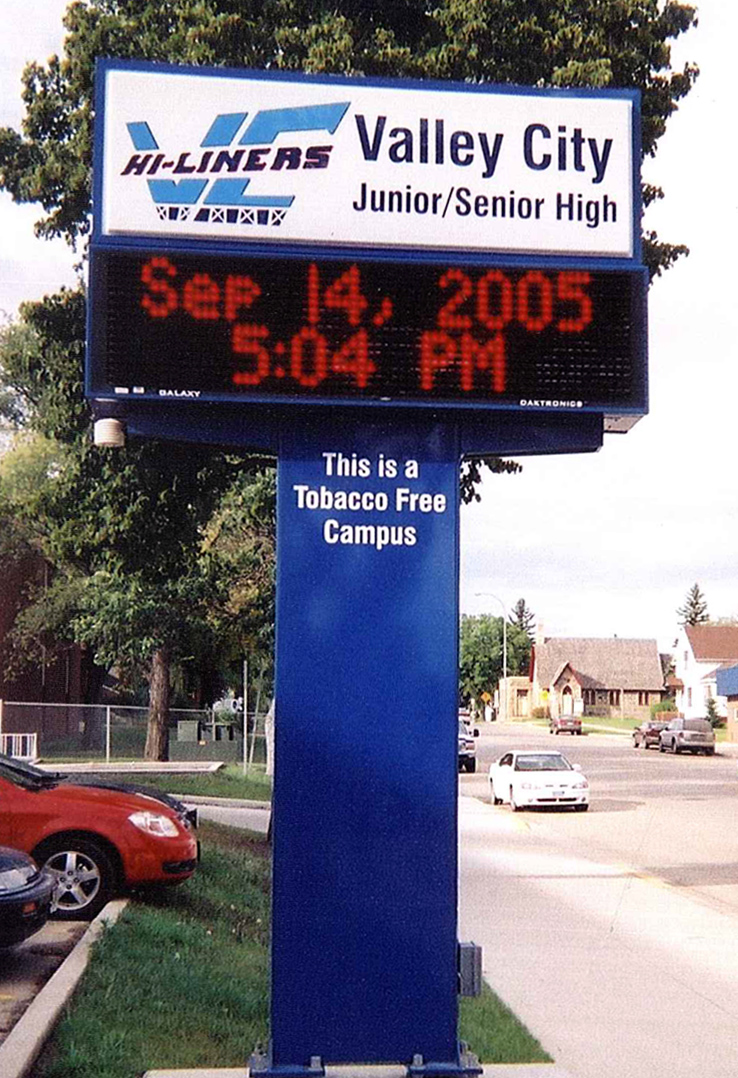 VC
HI-LINERS
Valley City
Junior/Senior High
Sep 14, 2005
5:04 PM
GALAXY
DAKTRONICS
This is a
Tobacco Free
Campus